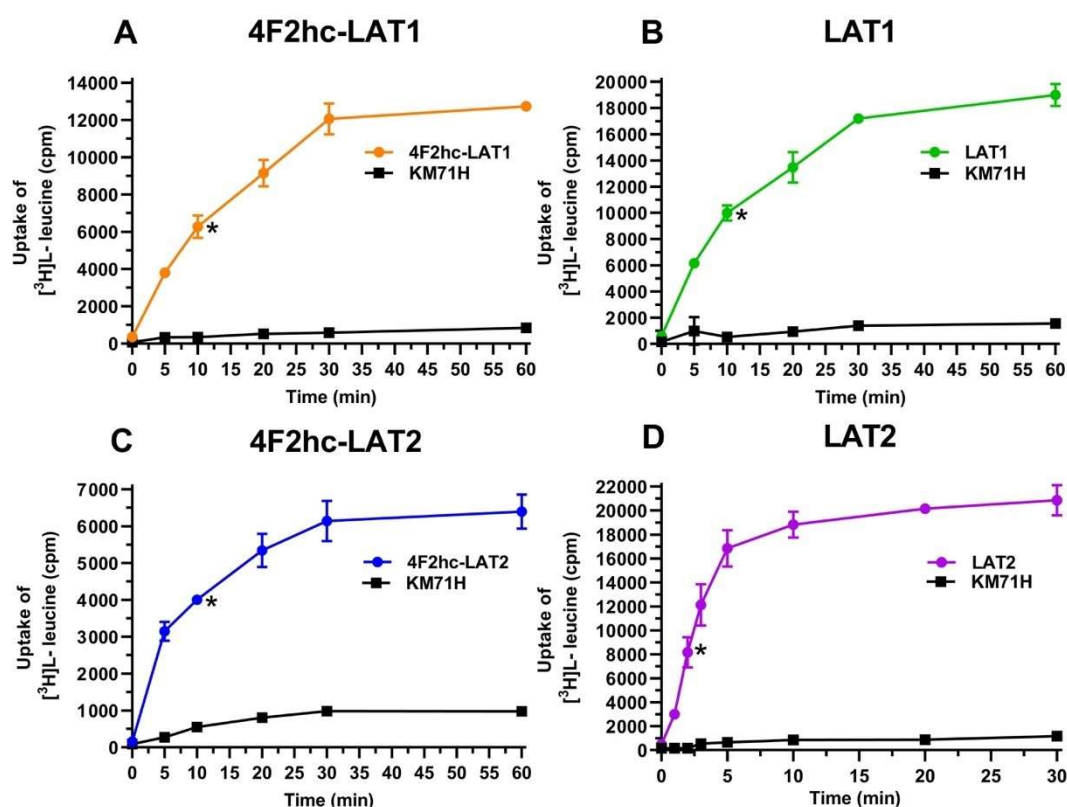 A
4F2hc-LAT1
14000
12000
10000
8000
6000
4000
2000
0
Uptake of
[³H]L- leucine (cpm)
4F2hc-LAT1
KM71H
*
0 5 10 15 20 25 30 35 40 45 50 55 60
Time (min)
B
LAT1
20000
18000
16000
14000
12000
10000
8000
6000
4000
2000
0
Uptake of
[³H]L- leucine (cpm)
LAT1
KM71H
*
0 5 10 15 20 25 30 35 40 45 50 55 60
Time (min)
C
4F2hc-LAT2
7000
6000
5000
4000
3000
2000
1000
0
Uptake of
[³H]L- leucine (cpm)
4F2hc-LAT2
KM71H
*
0 5 10 15 20 25 30 35 40 45 50 55 60
Time (min)
D
LAT2
22000
20000
18000
16000
14000
12000
10000
8000
6000
4000
2000
0
Uptake of
[³H]L- leucine (cpm)
LAT2
KM71H
*
0 5 10 15 20 25 30
Time (min)